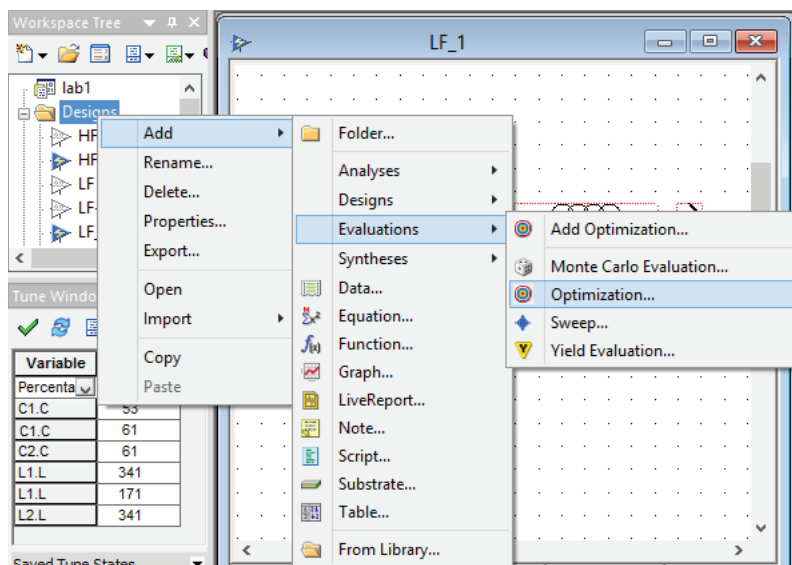 Workspace Tree
LF_1
lab1
Designs
HF
HF
LF
LF
LF_
Add
Rename...
Delete...
Properties...
Export...
Open
Import
Copy
Paste
Folder...
Analyses
Designs
Evaluations
Syntheses
Data...
Equation...
Function...
Graph...
LiveReport...
Note...
Script...
Substrate...
Table...
From Library...
Add Optimization...
Monte Carlo Evaluation...
Optimization...
Sweep...
Yield Evaluation...
Tune Windo
Variable
Percenta
C1.C 53
C1.C 61
C2.C 61
L1.L 341
L1.L 171
L2.L 341
Saved Tune States